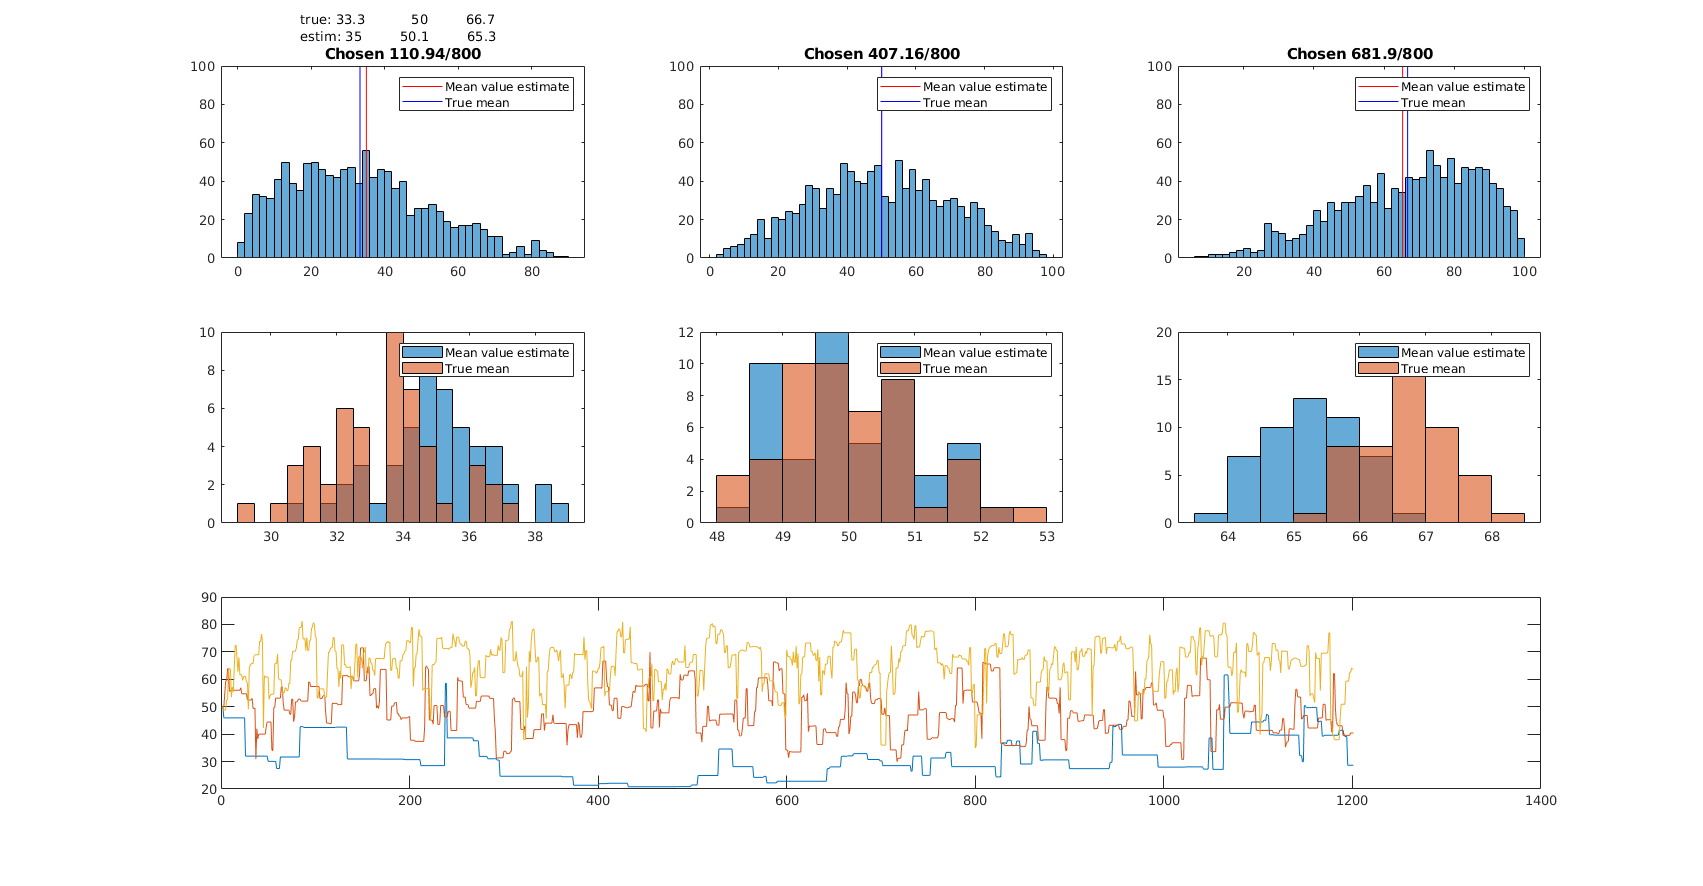 true: 33.3 50 66.7
estim: 35 50.1 65.3
Chosen 110.94/800
Chosen 407.16/800
Chosen 681.9/800
100
80
60
40
20
0
0 20 40 60 80
Mean value estimate
True mean
100
80
60
40
20
0
0 20 40 60 80 100
Mean value estimate
True mean
100
80
60
40
20
0
20 40 60 80 100
Mean value estimate
True mean
10
8
6
4
2
0
30 32 34 36 38
Mean value estimate
True mean
12
10
8
6
4
2
0
48 49 50 51 52 53
Mean value estimate
True mean
20
15
10
5
0
64 65 66 67 68
Mean value estimate
True mean
90
80
70
60
50
40
30
20
0 200 400 600 800 1000 1200 1400